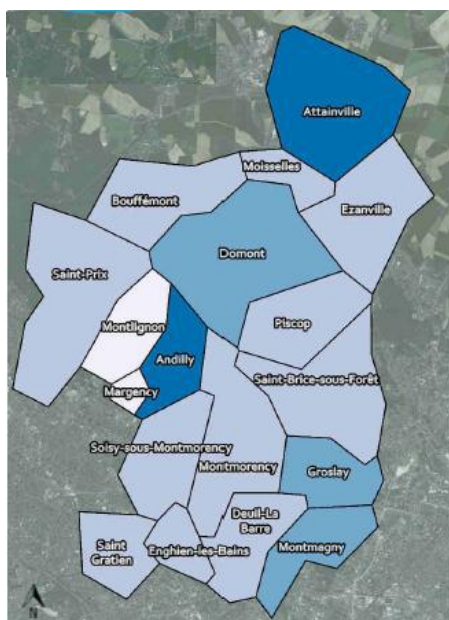 Attainville
Moisselles
Bouffémont
Ezanville
Domont
Saint-Prix
Montlignon
Piscop
Andilly
Saint-Brice-sous-Forêt
Margency
Soisy-sous-Montmorency
Montmorency
Groslay
Deuil-La
Barre
Saint
Gratien
Enghien-les-Bains
Montmagny
N